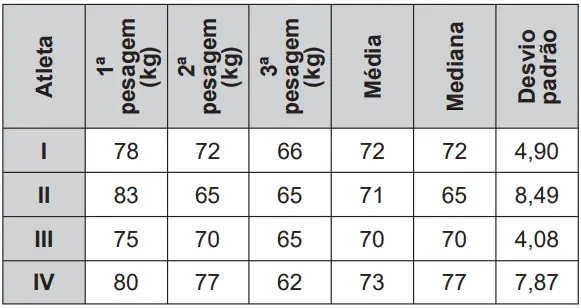 Atleta 1ª pesagem (kg) 2ª pesagem (kg) 3ª pesagem (kg) Média Mediana Desvio padrão
I 78 72 66 72 72 4,90
II 83 65 65 71 65 8,49
III 75 70 65 70 70 4,08
IV 80 77 62 73 77 7,87